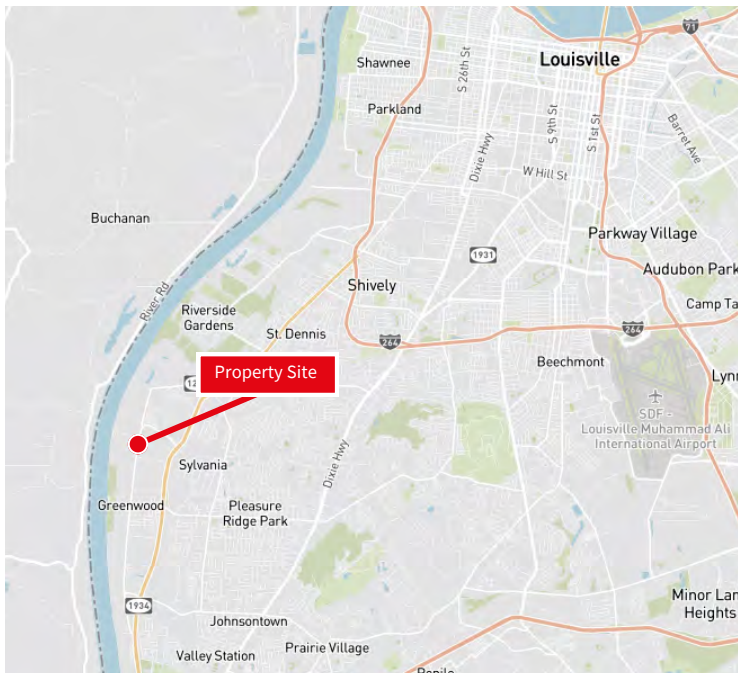 71
Louisville
Shawnee
S 26th St
Parkland
S 9th St
S 1st St
Barret Ave
Dixie Hwy
W Hill St
Buchanan
Parkway Village
1931
Audubon Park
Shively
River Rd
Camp Ta
Riverside
Gardens
St. Dennis
264
264
Beechmont
Lynn
Property Site
SDF -
Louisville Muhammad Ali
International Airport
Dixie Hwy
Sylvania
Greenwood
Pleasure
Ridge Park
1934
Minor Lan
Heights
Johnsontown
Prairie Village
Valley Station